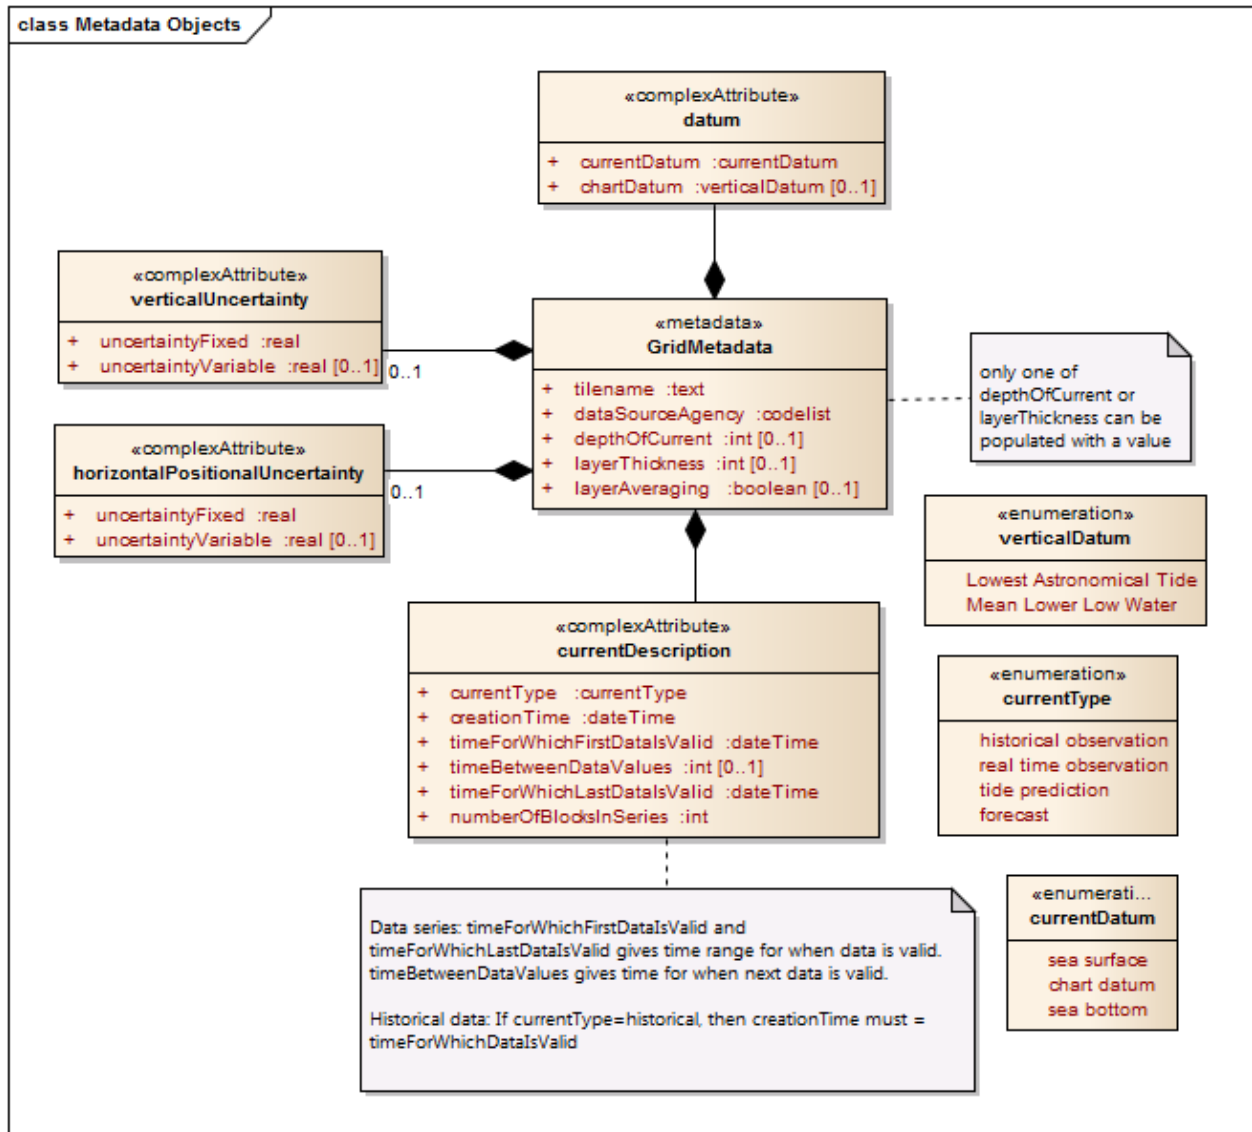 class Metadata Objects
«complexAttribute»
datum
+ currentDatum :currentDatum
+ chartDatum :verticalDatum [0..1]
«complexAttribute»
verticalUncertainty
+ uncertaintyFixed :real
+ uncertaintyVariable :real [0..1]
0..1
«metadata»
GridMetadata
+ tilename :text
+ dataSourceAgency :codelist
+ depthOfCurrent :int [0..1]
+ layerThickness :int [0..1]
+ layerAveraging :boolean [0..1]
only one of
depthOfCurrent or
layerThickness can be
populated with a value
«complexAttribute»
horizontalPositionalUncertainty
+ uncertaintyFixed :real
+ uncertaintyVariable :real [0..1]
0..1
«enumeration»
verticalDatum
Lowest Astronomical Tide
Mean Lower Low Water
«complexAttribute»
currentDescription
+ currentType :currentType
+ creationTime :dateTime
+ timeForWhichFirstDataIsValid :dateTime
+ timeBetweenDataValues :int [0..1]
+ timeForWhichLastDataIsValid :dateTime
+ numberOfBlocksInSeries :int
«enumeration»
currentType
historical observation
real time observation
tide prediction
forecast
«enumerati...
currentDatum
sea surface
chart datum
sea bottom
Data series: timeForWhichFirstDataIsValid and
timeForWhichLastDataIsValid gives time range for when data is valid.
timeBetweenDataValues gives time for when next data is valid.
Historical data: If currentType=historical, then creationTime must =
timeForWhichDataIsValid